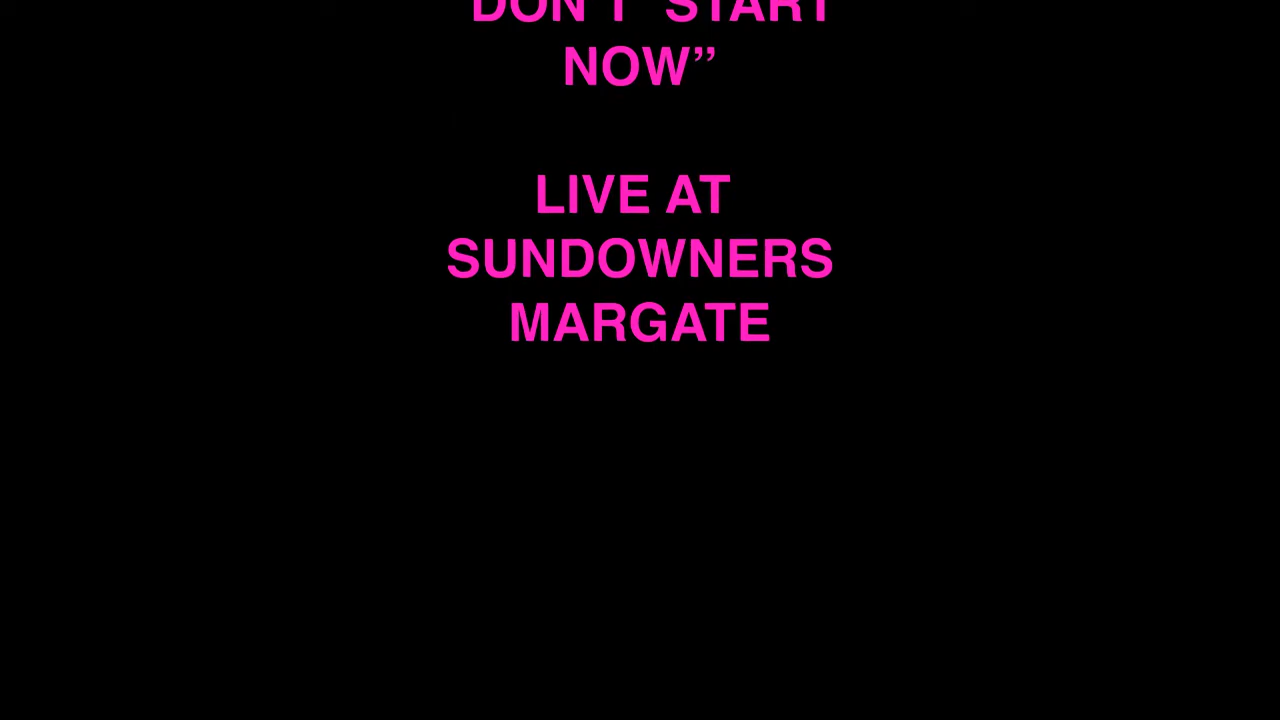 DON'T START
NOW”
LIVE AT
SUNDOWNERS
MARGATE